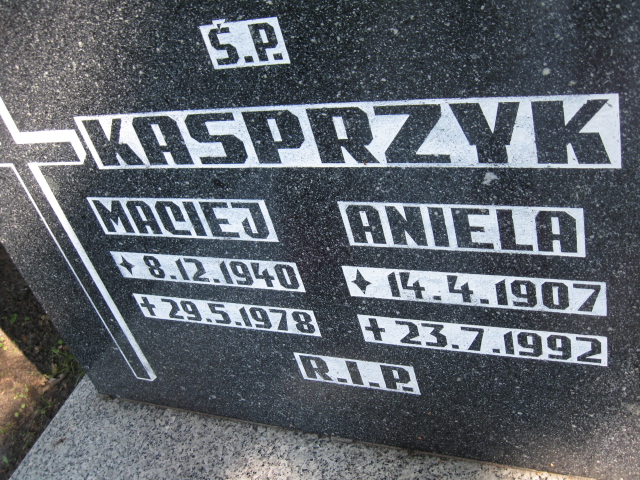 Ś.P.
KASPRZYK
MACIEJ
8.12.1940
+29.5.1978
ANIELA
14.4.1907
+23.7.1992
R.I.P.